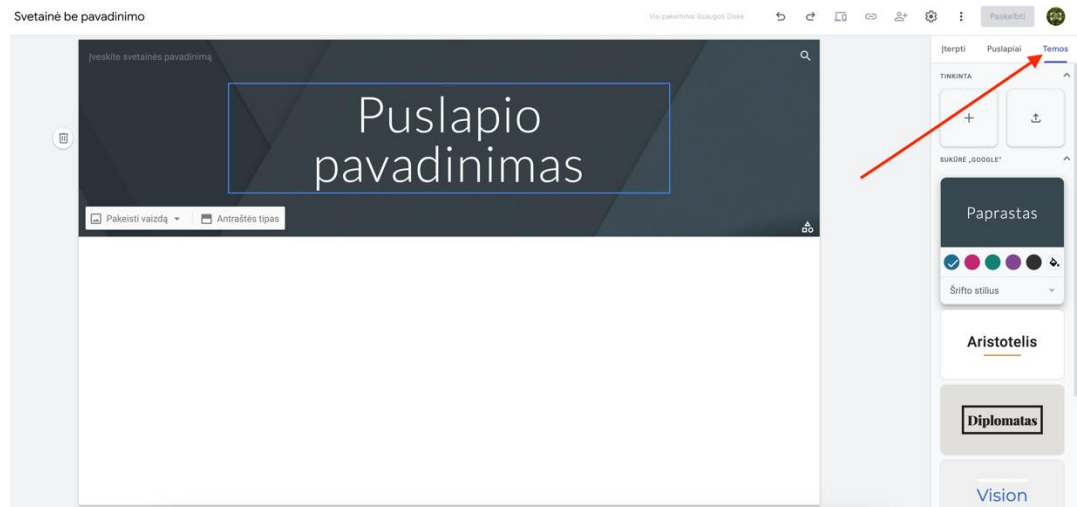 Svetainė be pavadinimo
Visi pakeitimai išsaugoti Diske
Paskelbti
Įveskite svetainės pavadinimą
Puslapio
pavadinimas
Pakeisti vaizdą
Antraštės tipas
Įterpti Puslapiai Temos
TINKINTA
SUKŪRĖ „GOOGLE“
Paprastas
Šrifto stilius
Aristotelis
Diplomatas
Vision